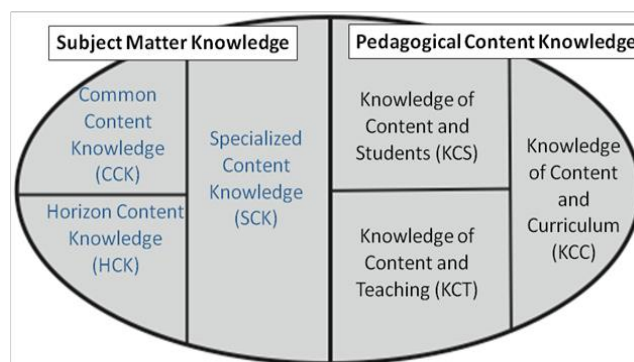 Subject Matter Knowledge
Pedagogical Content Knowledge
Common
Content
Knowledge
(CCK)
Horizon Content
Knowledge
(HCK)
Specialized
Content
Knowledge
(SCK)
Knowledge of
Content and
Students (KCS)
Knowledge of
Content and
Teaching (KCT)
Knowledge
of Content
and
Curriculum
(KCC)